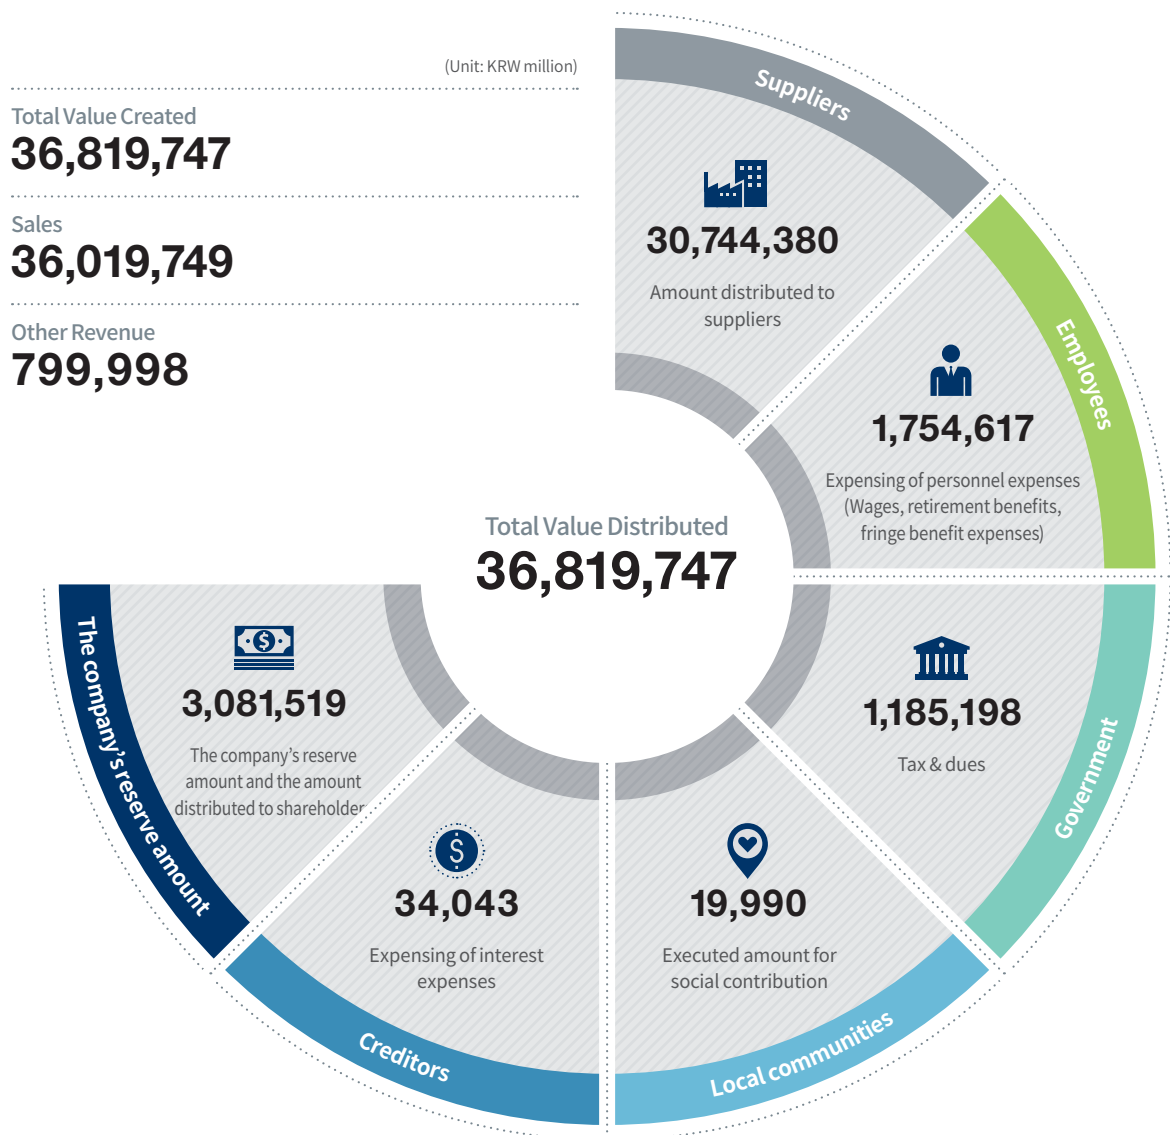 (Unit: KRW million)
Total Value Created
36,819,747
Sales
36,019,749
Other Revenue
799,998
Suppliers
30,744,380
Amount distributed to
suppliers
Employees
1,754,617
Expensing of personnel expenses
(Wages, retirement benefits,
fringe benefit expenses)
Total Value Distributed
36,819,747
Government
1,185,198
Tax & dues
Local communities
19,990
Executed amount for
social contribution
Creditors
34,043
Expensing of interest
expenses
The company's reserve amount
3,081,519
The company's reserve
amount and the amount
distributed to shareholder